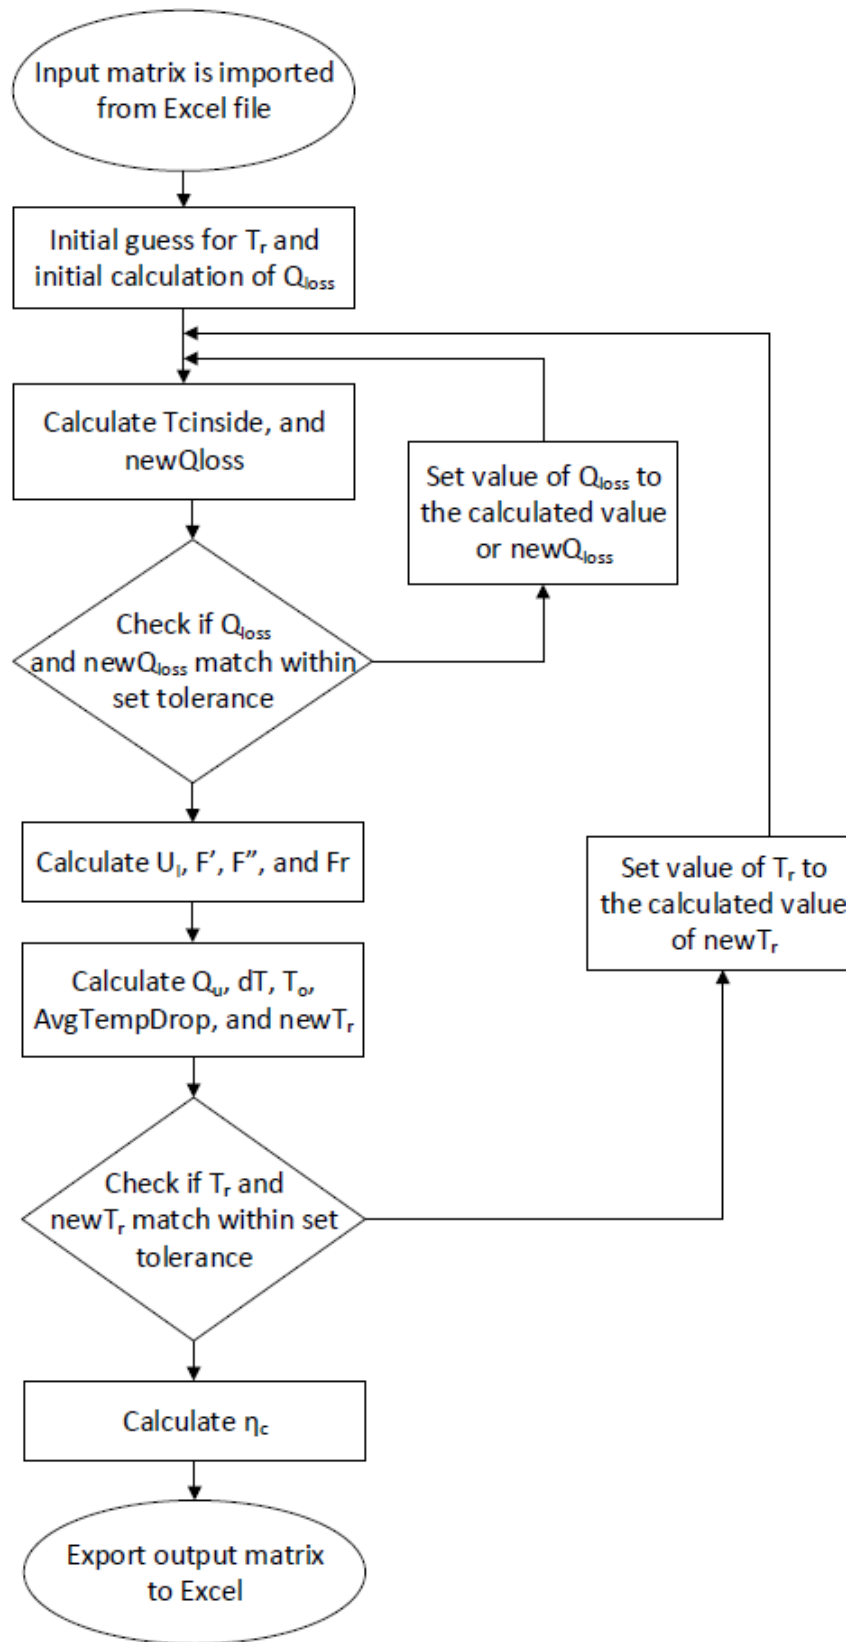 Input matrix is imported
from Excel file
Initial guess for Tᵣ and
initial calculation of Qₗₒₛₛ
Calculate Tcinside, and
newQloss
Set value of Qₗₒₛₛ to
the calculated value
or newQₗₒₛₛ
Check if Qₗₒₛₛ
and newQₗₒₛₛ match within
set tolerance
Calculate Uₗ, F’, F”, and Fr
Set value of Tᵣ to
the calculated value
of newTᵣ
Calculate Qᵤ, dT, Tₒ,
AvgTempDrop, and newTᵣ
Check if Tᵣ and
newTᵣ match within set
tolerance
Calculate η꜀
Export output matrix
to Excel